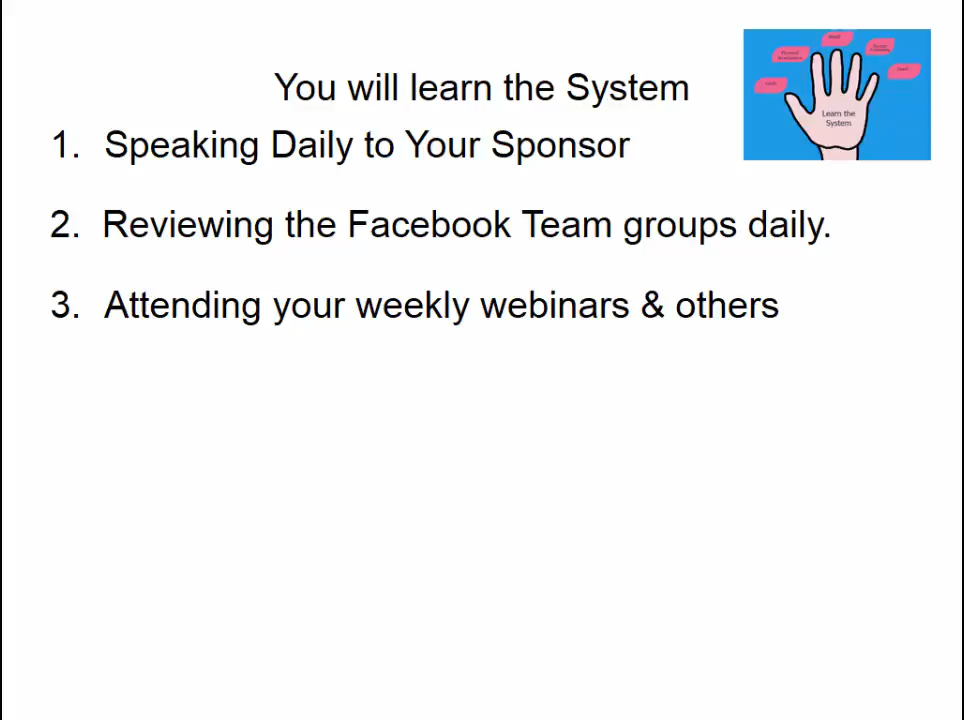 You will learn the System
1. Speaking Daily to Your Sponsor
2. Reviewing the Facebook Team groups daily.
3. Attending your weekly webinars & others
Learn the
System